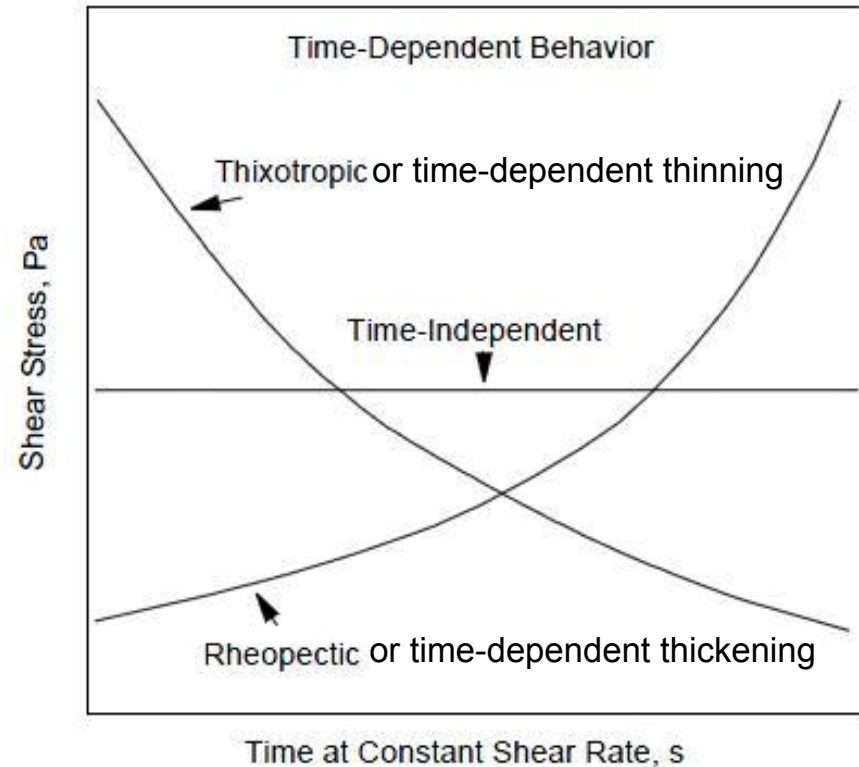 Time-Dependent Behavior
Thixotropic or time-dependent thinning
Time-Independent
Shear Stress, Pa
Rheopectic or time-dependent thickening
Time at Constant Shear Rate, s